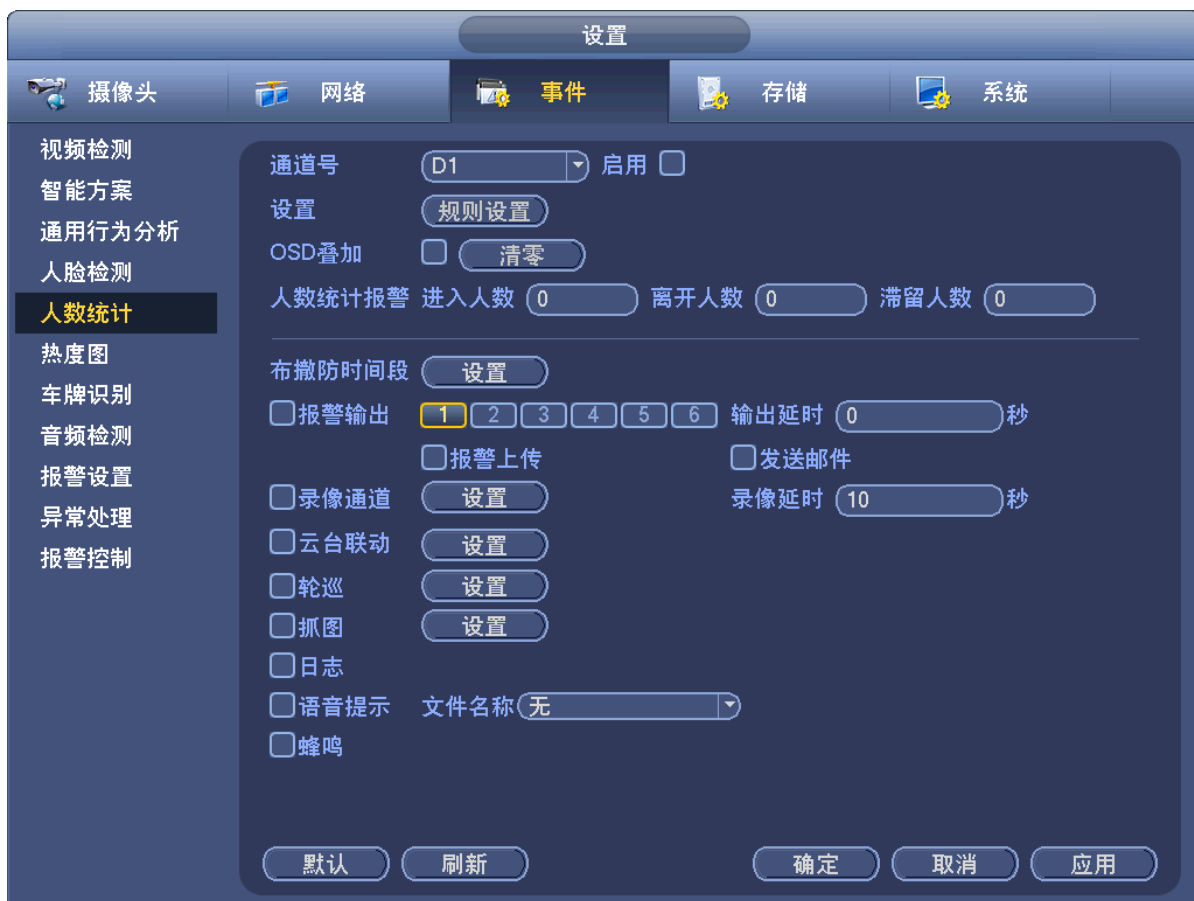 设置
摄像头 网络 事件 存储 系统
视频检测
智能方案
通用行为分析
人脸检测
人数统计
热度图
车牌识别
音频检测
报警设置
异常处理
报警控制
通道号 D1 启用
设置 规则设置
OSD叠加 清零
人数统计报警 进入人数 0 离开人数 0 滞留人数 0
布撤防时间段 设置
报警输出 1 2 3 4 5 6 输出延时 0 秒
报警上传 发送邮件
录像通道 设置 录像延时 10 秒
云台联动 设置
轮巡 设置
抓图 设置
日志
语音提示 文件名称 无
蜂鸣
默认 刷新 确定 取消 应用